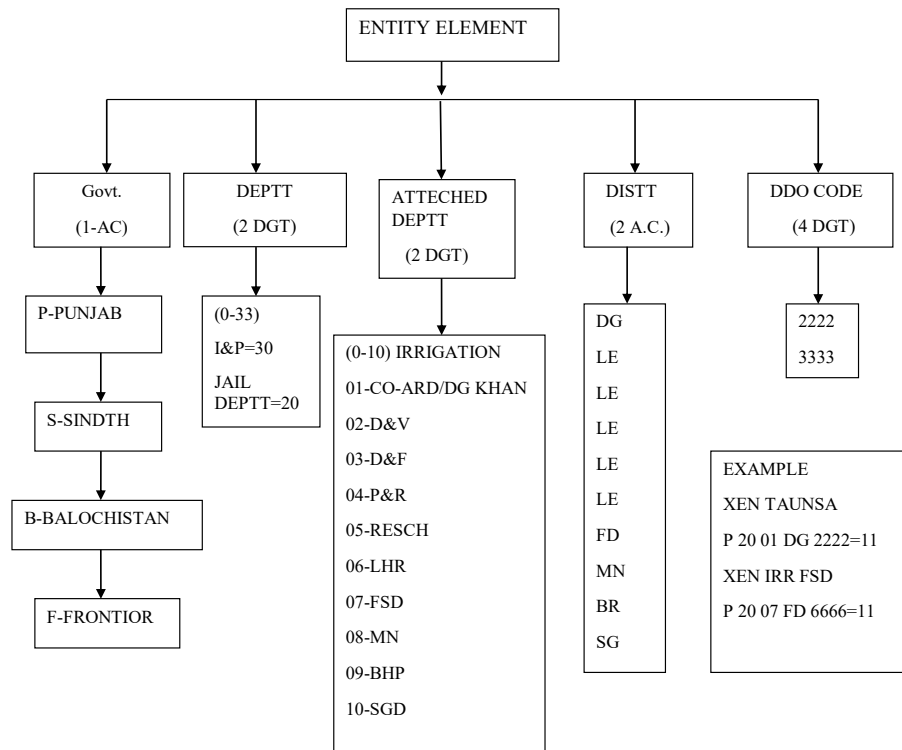 ENTITY ELEMENT
Govt.
(1-AC)
DEPTT
(2 DGT)
ATTECHED
DEPTT
(2 DGT)
DISTT
(2 A.C.)
DDO CODE
(4 DGT)
P-PUNJAB
S-SINDTH
B-BALOCHISTAN
F-FRONTIOR
(0-33)
I&P=30
JAIL
DEPTT=20
(0-10) IRRIGATION
01-CO-ARD/DG KHAN
02-D&V
03-D&F
04-P&R
05-RESCH
06-LHR
07-FSD
08-MN
09-BHP
10-SGD
DG
LE
LE
LE
LE
LE
FD
MN
BR
SG
2222
3333
EXAMPLE
XEN TAUNSA
P 20 01 DG 2222=11
XEN IRR FSD
P 20 07 FD 6666=11